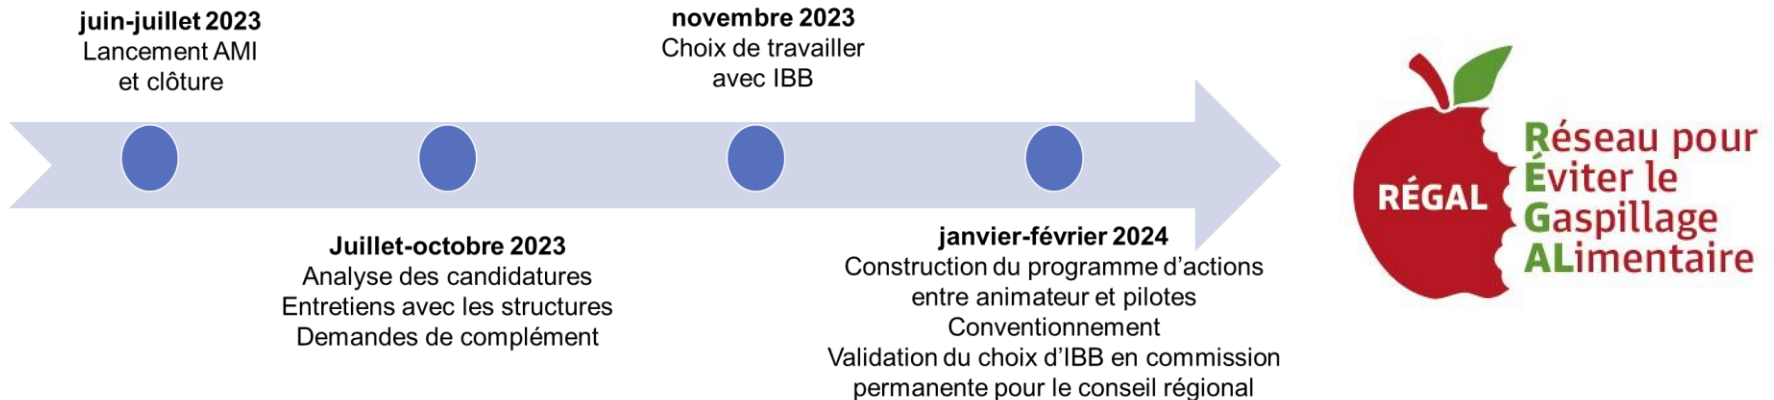 juin-juillet 2023
Lancement AMI
et clôture
Juillet-octobre 2023
Analyse des candidatures
Entretiens avec les structures
Demandes de complément
novembre 2023
Choix de travailler
avec IBB
janvier-février 2024
Construction du programme d’actions
entre animateur et pilotes
Conventionnement
Validation du choix d’IBB en commission
permanente pour le conseil régional
RÉGAL
Réseau pour
Éviter le
Gaspillage
ALimentaire